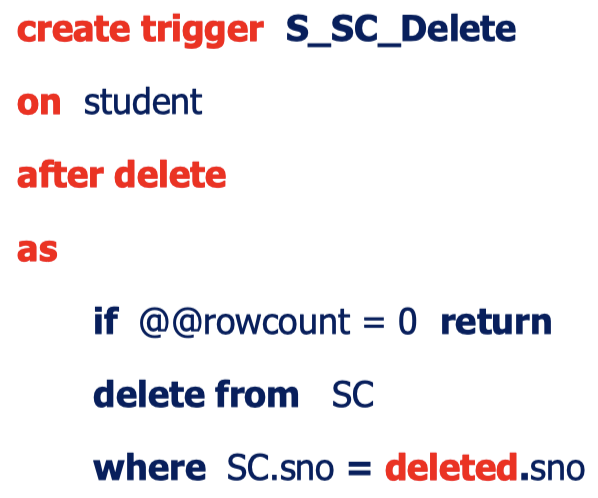 create trigger S_SC_Delete
on student
after delete
as
if @@rowcount = 0 return
delete from SC
where SC.sno = deleted.sno